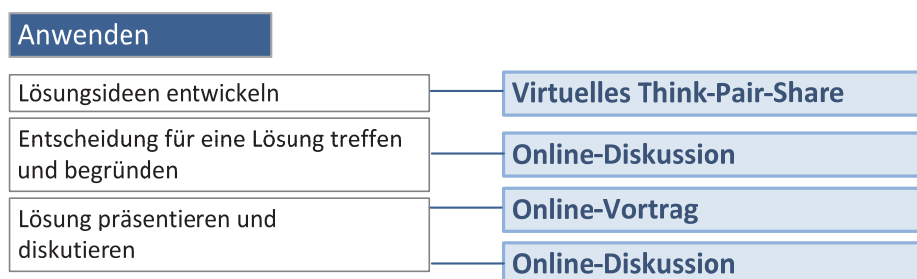 Anwenden
Lösungsideen entwickeln
Virtuelles Think-Pair-Share
Entscheidung für eine Lösung treffen
und begründen
Online-Diskussion
Lösung präsentieren und
diskutieren
Online-Vortrag
Online-Diskussion